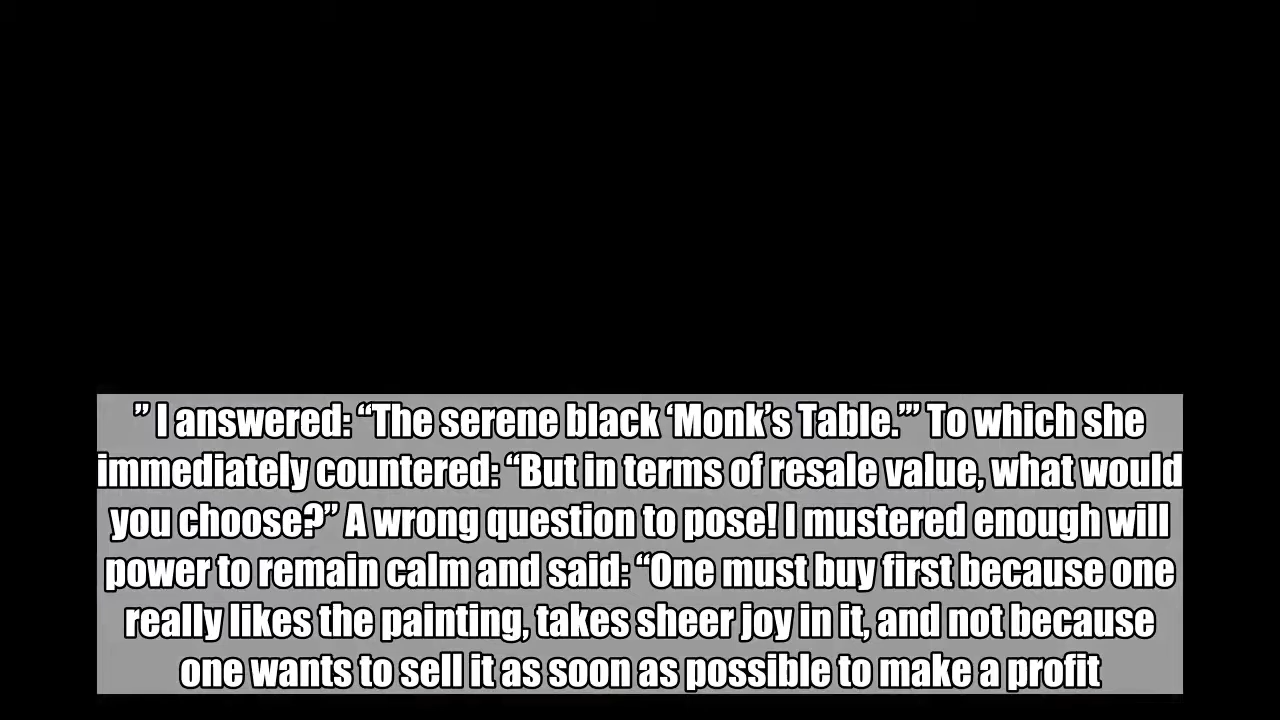 ” I answered: “The serene black ‘Monk’s Table.’” To which she
immediately countered: “But in terms of resale value, what would
you choose?” A wrong question to pose! I mustered enough will
power to remain calm and said: “One must buy first because one
really likes the painting, takes sheer joy in it, and not because
one wants to sell it as soon as possible to make a profit